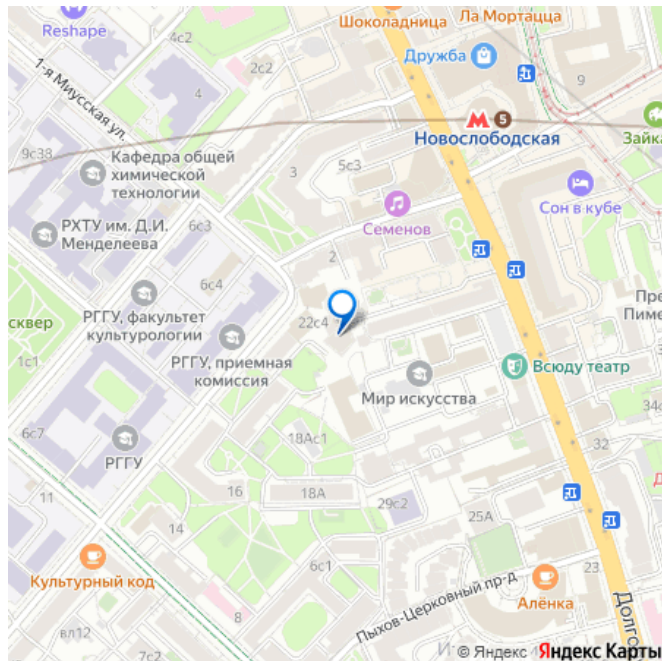 Шоколадница
Ла Мортацца
Reshape
4с2
2с2
Дружба
9
4
1-я Миусская ул.
М 5
Новослободская
Зайка
9с38
Кафедра общей
химической
технологии
3
5с3
Сон в кубе
Семенов
РХТУ им. Д.И.
Менделеева
6с3
2
6с4
Пре
Пиме
РГГУ, факультет
культурологии
22с4
сквер
1с1
РГГУ, приемная
комиссия
Всюду театр
Мир искусства
34с
6с7
РГГУ
18Ас1
32
Д
16
18А
11
29с2
14
25А
Культурный код
6с1
23
Алёнка
Пыхов-Церковный пр-д
Долго
8
вл12
7с2
© Яндекс Яндекс Карты